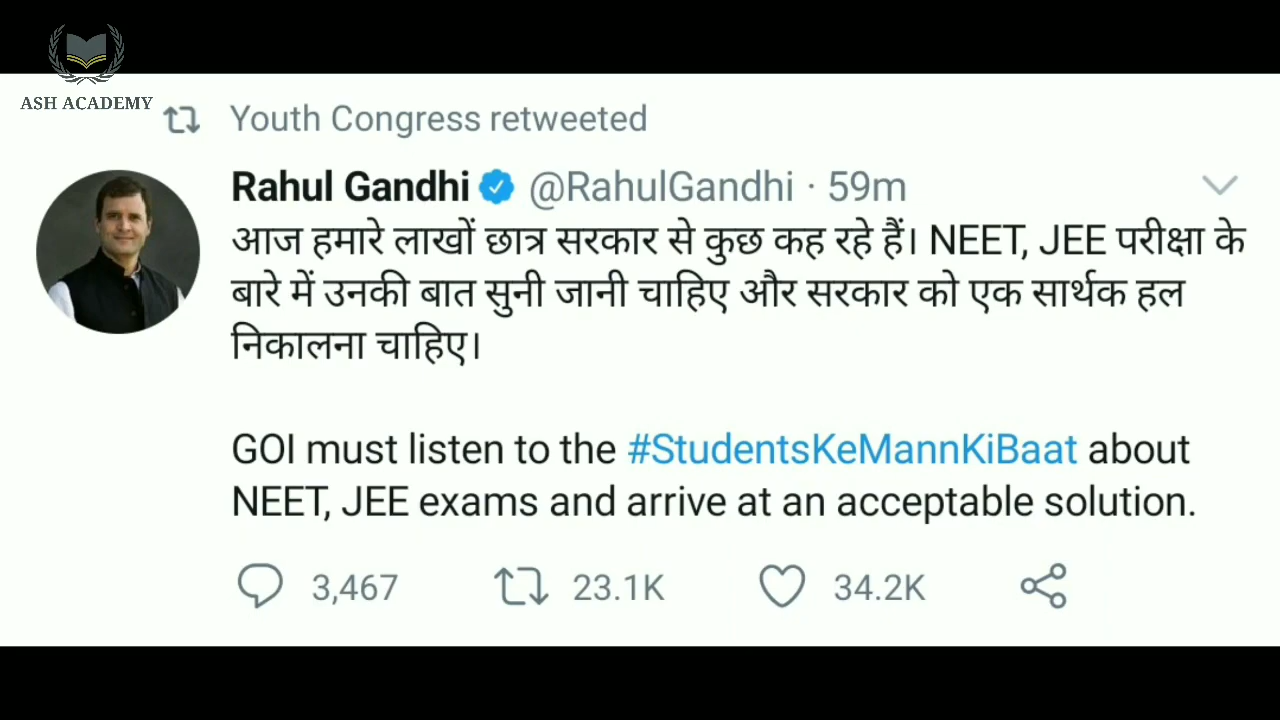 ASH ACADEMY
Youth Congress retweeted
Rahul Gandhi @RahulGandhi · 59m
आज हमारे लाखों छात्र सरकार से कुछ कह रहे हैं। NEET, JEE परीक्षा के
बारे में उनकी बात सुनी जानी चाहिए और सरकार को एक सार्थक हल
निकालना चाहिए।
GOI must listen to the #StudentsKeMannKiBaat about
NEET, JEE exams and arrive at an acceptable solution.
3,467 23.1K 34.2K